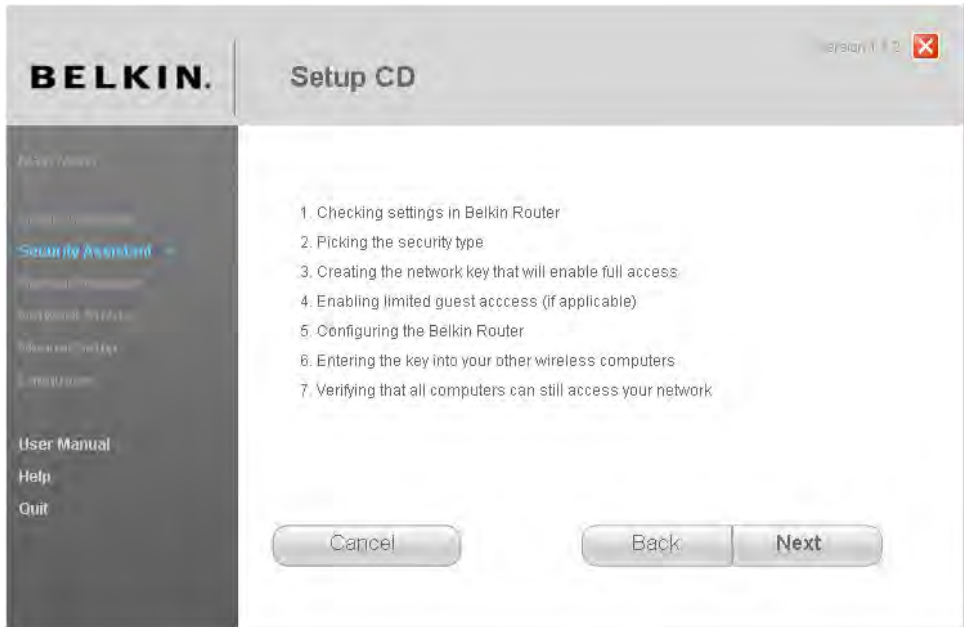 BELKIN.
Setup CD
Security Assistant
1. Checking settings in Belkin Router
2. Picking the security type
3. Creating the network key that will enable full access
4. Enabling limited guest acccess (if applicable)
5. Configuring the Belkin Router
6. Entering the key into your other wireless computers
7. Verifying that all computers can still access your network
User Manual
Help
Quit
Cancel
Back
Next